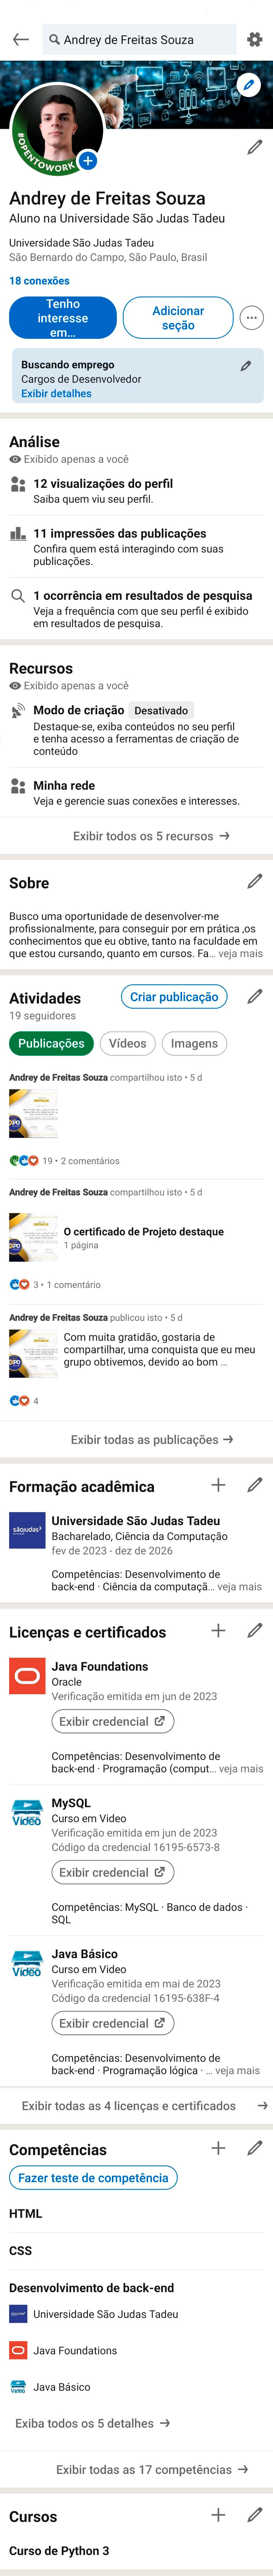 Andrey de Freitas Souza
#OPENTOWORK
Andrey de Freitas Souza
Aluno na Universidade São Judas Tadeu
Universidade São Judas Tadeu
São Bernardo do Campo, São Paulo, Brasil
18 conexões
Tenho
interesse
em...
Adicionar
seção
Buscando emprego
Cargos de Desenvolvedor
Exibir detalhes
Análise
Exibido apenas a você
12 visualizações do perfil
Saiba quem viu seu perfil.
11 impressões das publicações
Confira quem está interagindo com suas
publicações.
1 ocorrência em resultados de pesquisa
Veja a frequência com que seu perfil é exibido
em resultados de pesquisa.
Recursos
Exibido apenas a você
Modo de criação Desativado
Destaque-se, exiba conteúdos no seu perfil
e tenha acesso a ferramentas de criação de
conteúdo
Minha rede
Veja e gerencie suas conexões e interesses.
Exibir todos os 5 recursos →
Sobre
Busco uma oportunidade de desenvolver-me
profissionalmente, para conseguir por em prática ,os
conhecimentos que eu obtive, tanto na faculdade em
que estou cursando, quanto em cursos. Fa... veja mais
Atividades
Criar publicação
19 seguidores
Publicações
Vídeos
Imagens
Andrey de Freitas Souza compartilhou isto • 5 d
19 • 2 comentários
Andrey de Freitas Souza compartilhou isto • 5 d
O certificado de Projeto destaque
1 página
3 • 1 comentário
Andrey de Freitas Souza publicou isto • 5 d
Com muita gratidão, gostaria de
compartilhar, uma conquista que eu meu
grupo obtivemos, devido ao bom ...
4
Exibir todas as publicações →
Formação acadêmica
sãojudas
Universidade São Judas Tadeu
Bacharelado, Ciência da Computação
fev de 2023 - dez de 2026
Competências: Desenvolvimento de
back-end · Ciência da computaçã... veja mais
Licenças e certificados
Java Foundations
Oracle
Verificação emitida em jun de 2023
Exibir credencial
Competências: Desenvolvimento de
back-end · Programação (comput... veja mais
Vídeo
MySQL
Curso em Video
Verificação emitida em jun de 2023
Código da credencial 16195-6573-8
Exibir credencial
Competências: MySQL · Banco de dados ·
SQL
Vídeo
Java Básico
Curso em Video
Verificação emitida em mai de 2023
Código da credencial 16195-638F-4
Exibir credencial
Competências: Desenvolvimento de
back-end · Programação lógica · ... veja mais
Exibir todas as 4 licenças e certificados →
Competências
Fazer teste de competência
HTML
CSS
Desenvolvimento de back-end
Universidade São Judas Tadeu
Java Foundations
Java Básico
Exiba todos os 5 detalhes →
Exibir todas as 17 competências →
Cursos
Curso de Python 3